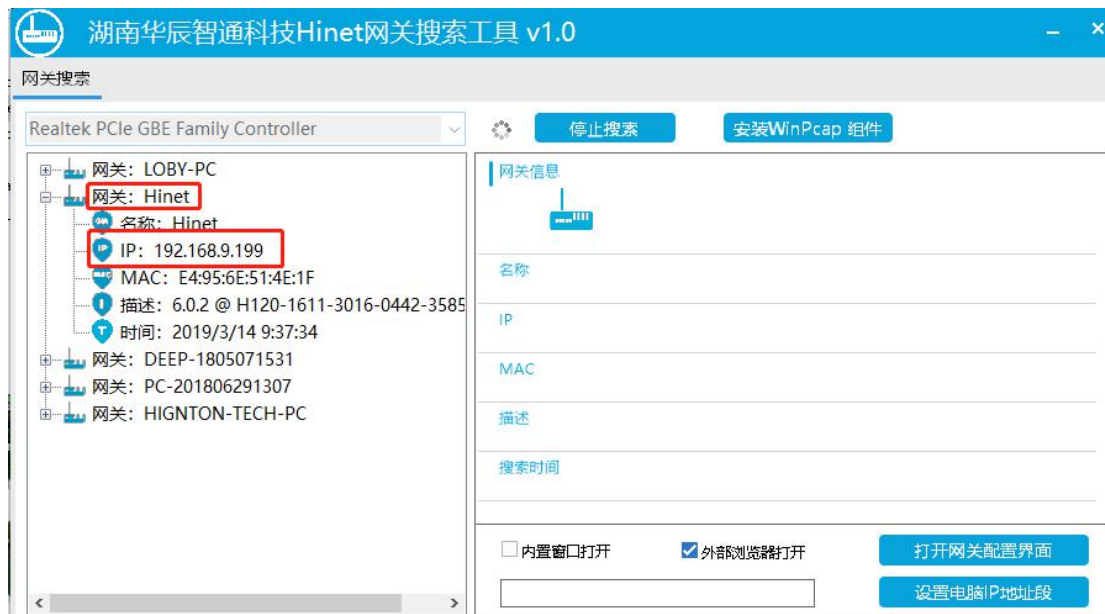 湖南华辰智通科技Hinet网关搜索工具 v1.0
网关搜索
Realtek PCIe GBE Family Controller
停止搜索
安装WinPcap 组件
网关：LOBY-PC
网关：Hinet
名称：Hinet
IP：192.168.9.199
MAC：E4:95:6E:51:4E:1F
描述：6.0.2 @ H120-1611-3016-0442-3585
时间：2019/3/14 9:37:34
网关：DEEP-1805071531
网关：PC-201806291307
网关：HIGNTON-TECH-PC
网关信息
名称
IP
MAC
描述
搜索时间
内置窗口打开
外部浏览器打开
打开网关配置界面
设置电脑IP地址段